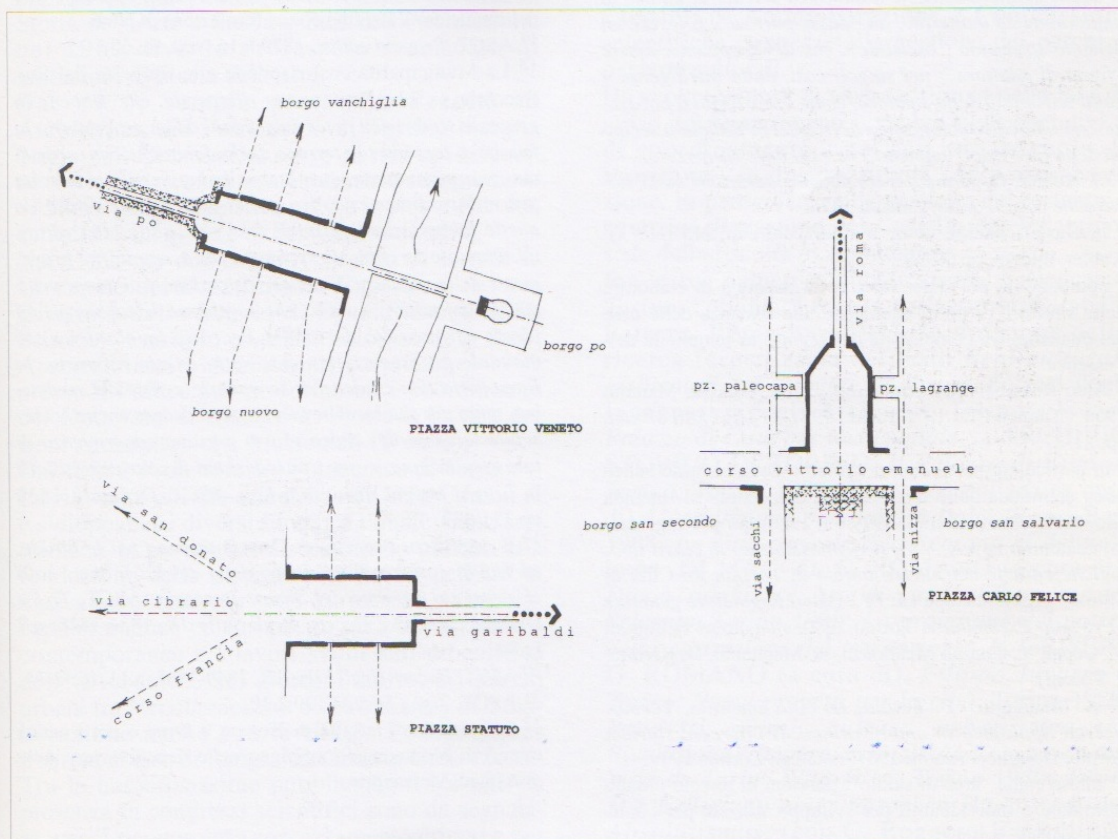 borgo vanchiglia
via po
borgo po
borgo nuovo
PIAZZA VITTORIO VENETO
via roma
pz. paleocapa
pz. lagrange
corso vittorio emanuele
borgo san secondo
borgo san salvario
via sacchi
via nizza
PIAZZA CARLO FELICE
via san donato
via cibrario
corso francia
via garibaldi
PIAZZA STATUTO